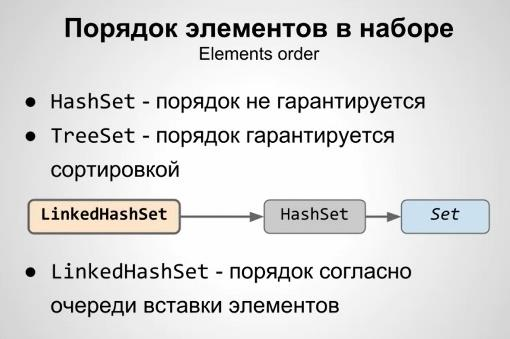 Порядок элементов в наборе
Elements order
● HashSet - порядок не гарантируется
● TreeSet - порядок гарантируется
сортировкой
LinkedHashSet HashSet Set
● LinkedHashSet - порядок согласно
очереди вставки элементов